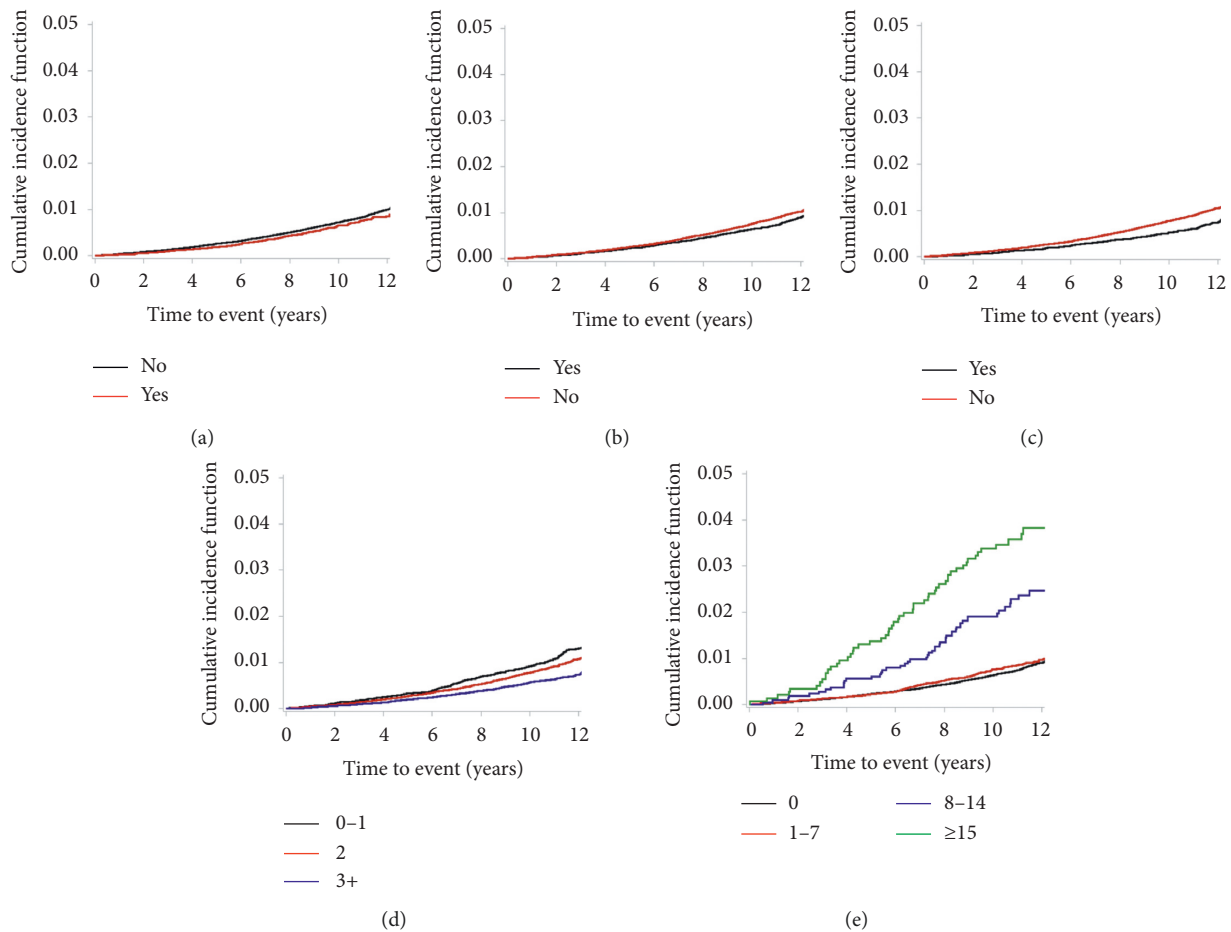 Cumulative incidence function
0.05
0.04
0.03
0.02
0.01
0.00
0 2 4 6 8 10 12
Time to event (years)
No
Yes
(a)
Cumulative incidence function
0.05
0.04
0.03
0.02
0.01
0.00
0 2 4 6 8 10 12
Time to event (years)
Yes
No
(b)
Cumulative incidence function
0.05
0.04
0.03
0.02
0.01
0.00
0 2 4 6 8 10 12
Time to event (years)
Yes
No
(c)
Cumulative incidence function
0.05
0.04
0.03
0.02
0.01
0.00
0 2 4 6 8 10 12
Time to event (years)
0–1
2
3+
(d)
Cumulative incidence function
0.05
0.04
0.03
0.02
0.01
0.00
0 2 4 6 8 10 12
Time to event (years)
0 8–14
1–7 ≥15
(e)